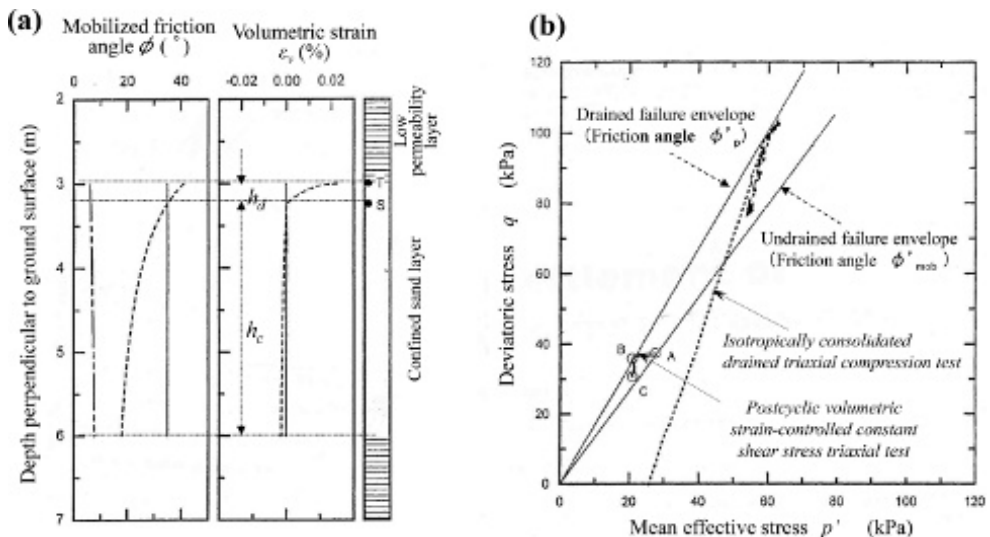 (a)
Mobilized friction
angle ϕ (°)
Volumetric strain
εv (%)
0 20 40
-0.02 0.00 0.02
Low
permeability
layer
Depth perpendicular to ground surface (m)
2
3
4
5
6
7
hd
hc
T
S
Confined sand layer
(b)
120
100
80
60
40
20
0
Deviatoric stress q (kPa)
Drained failure envelope
(Friction angle ϕ'p)
Undrained failure envelope
(Friction angle ϕ'mob)
B
A
C
Isotropically consolidated
drained triaxial compression test
Postcyclic volumetric
strain-controlled constant
shear stress triaxial test
0 20 40 60 80 100 120
Mean effective stress p' (kPa)